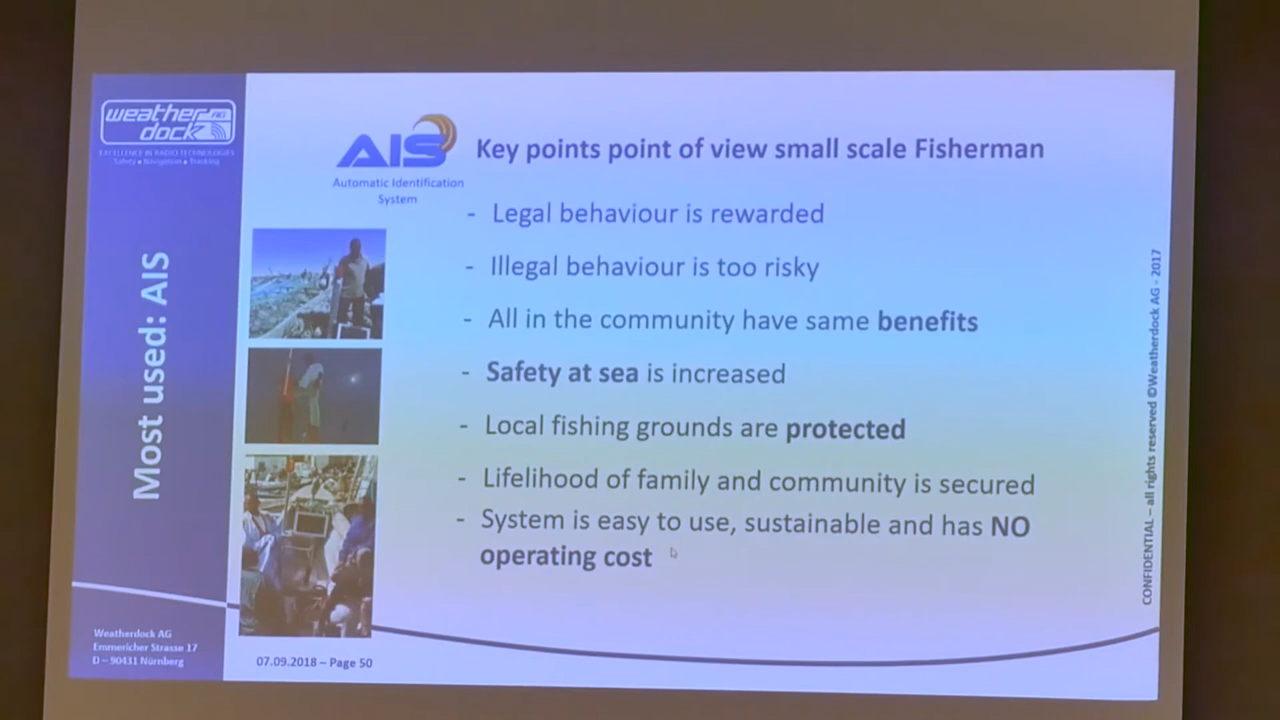 weather AG
dock
EXCELLENCE IN RADIO TECHNOLOGIES
Safety • Navigation • Tracking
Most used: AIS
AIS
Automatic Identification
System
Key points point of view small scale Fisherman
- Legal behaviour is rewarded
- Illegal behaviour is too risky
- All in the community have same benefits
- Safety at sea is increased
- Local fishing grounds are protected
- Lifelihood of family and community is secured
- System is easy to use, sustainable and has NO
operating cost
Weatherdock AG
Emmericher Strasse 17
D – 90431 Nürnberg
07.09.2018 – Page 50
CONFIDENTIAL – all rights reserved ©Weatherdock AG - 2017